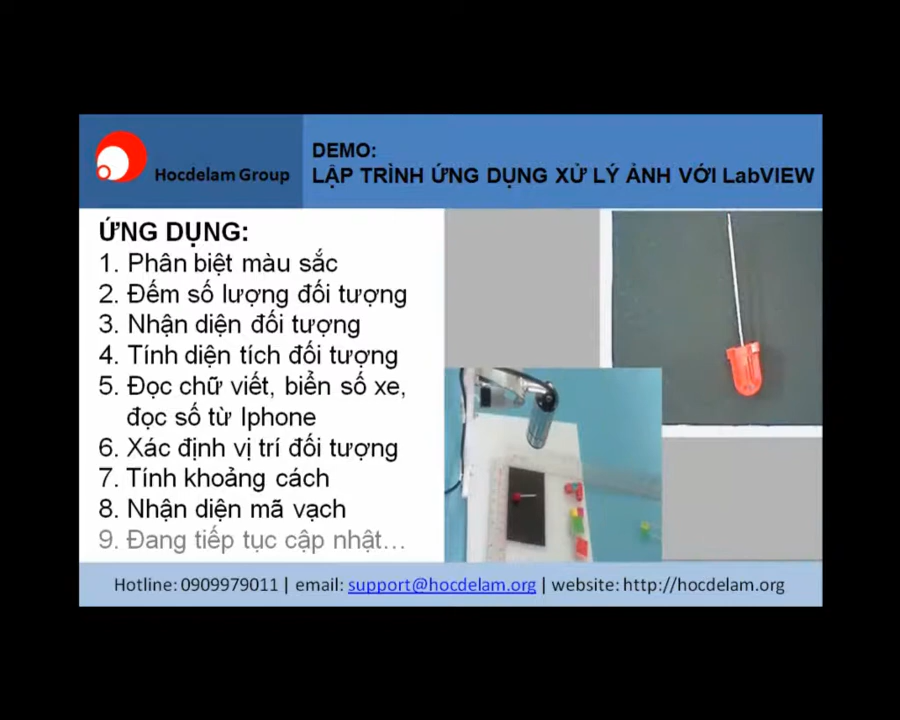 Hocdelam Group
DEMO:
LẬP TRÌNH ỨNG DỤNG XỬ LÝ ẢNH VỚI LabVIEW
ỨNG DỤNG:
1. Phân biệt màu sắc
2. Đếm số lượng đối tượng
3. Nhận diện đối tượng
4. Tính diện tích đối tượng
5. Đọc chữ viết, biển số xe,
đọc số từ Iphone
6. Xác định vị trí đối tượng
7. Tính khoảng cách
8. Nhận diện mã vạch
9. Đang tiếp tục cập nhật...
Hotline: 0909979011 | email: support@hocdelam.org | website: http://hocdelam.org